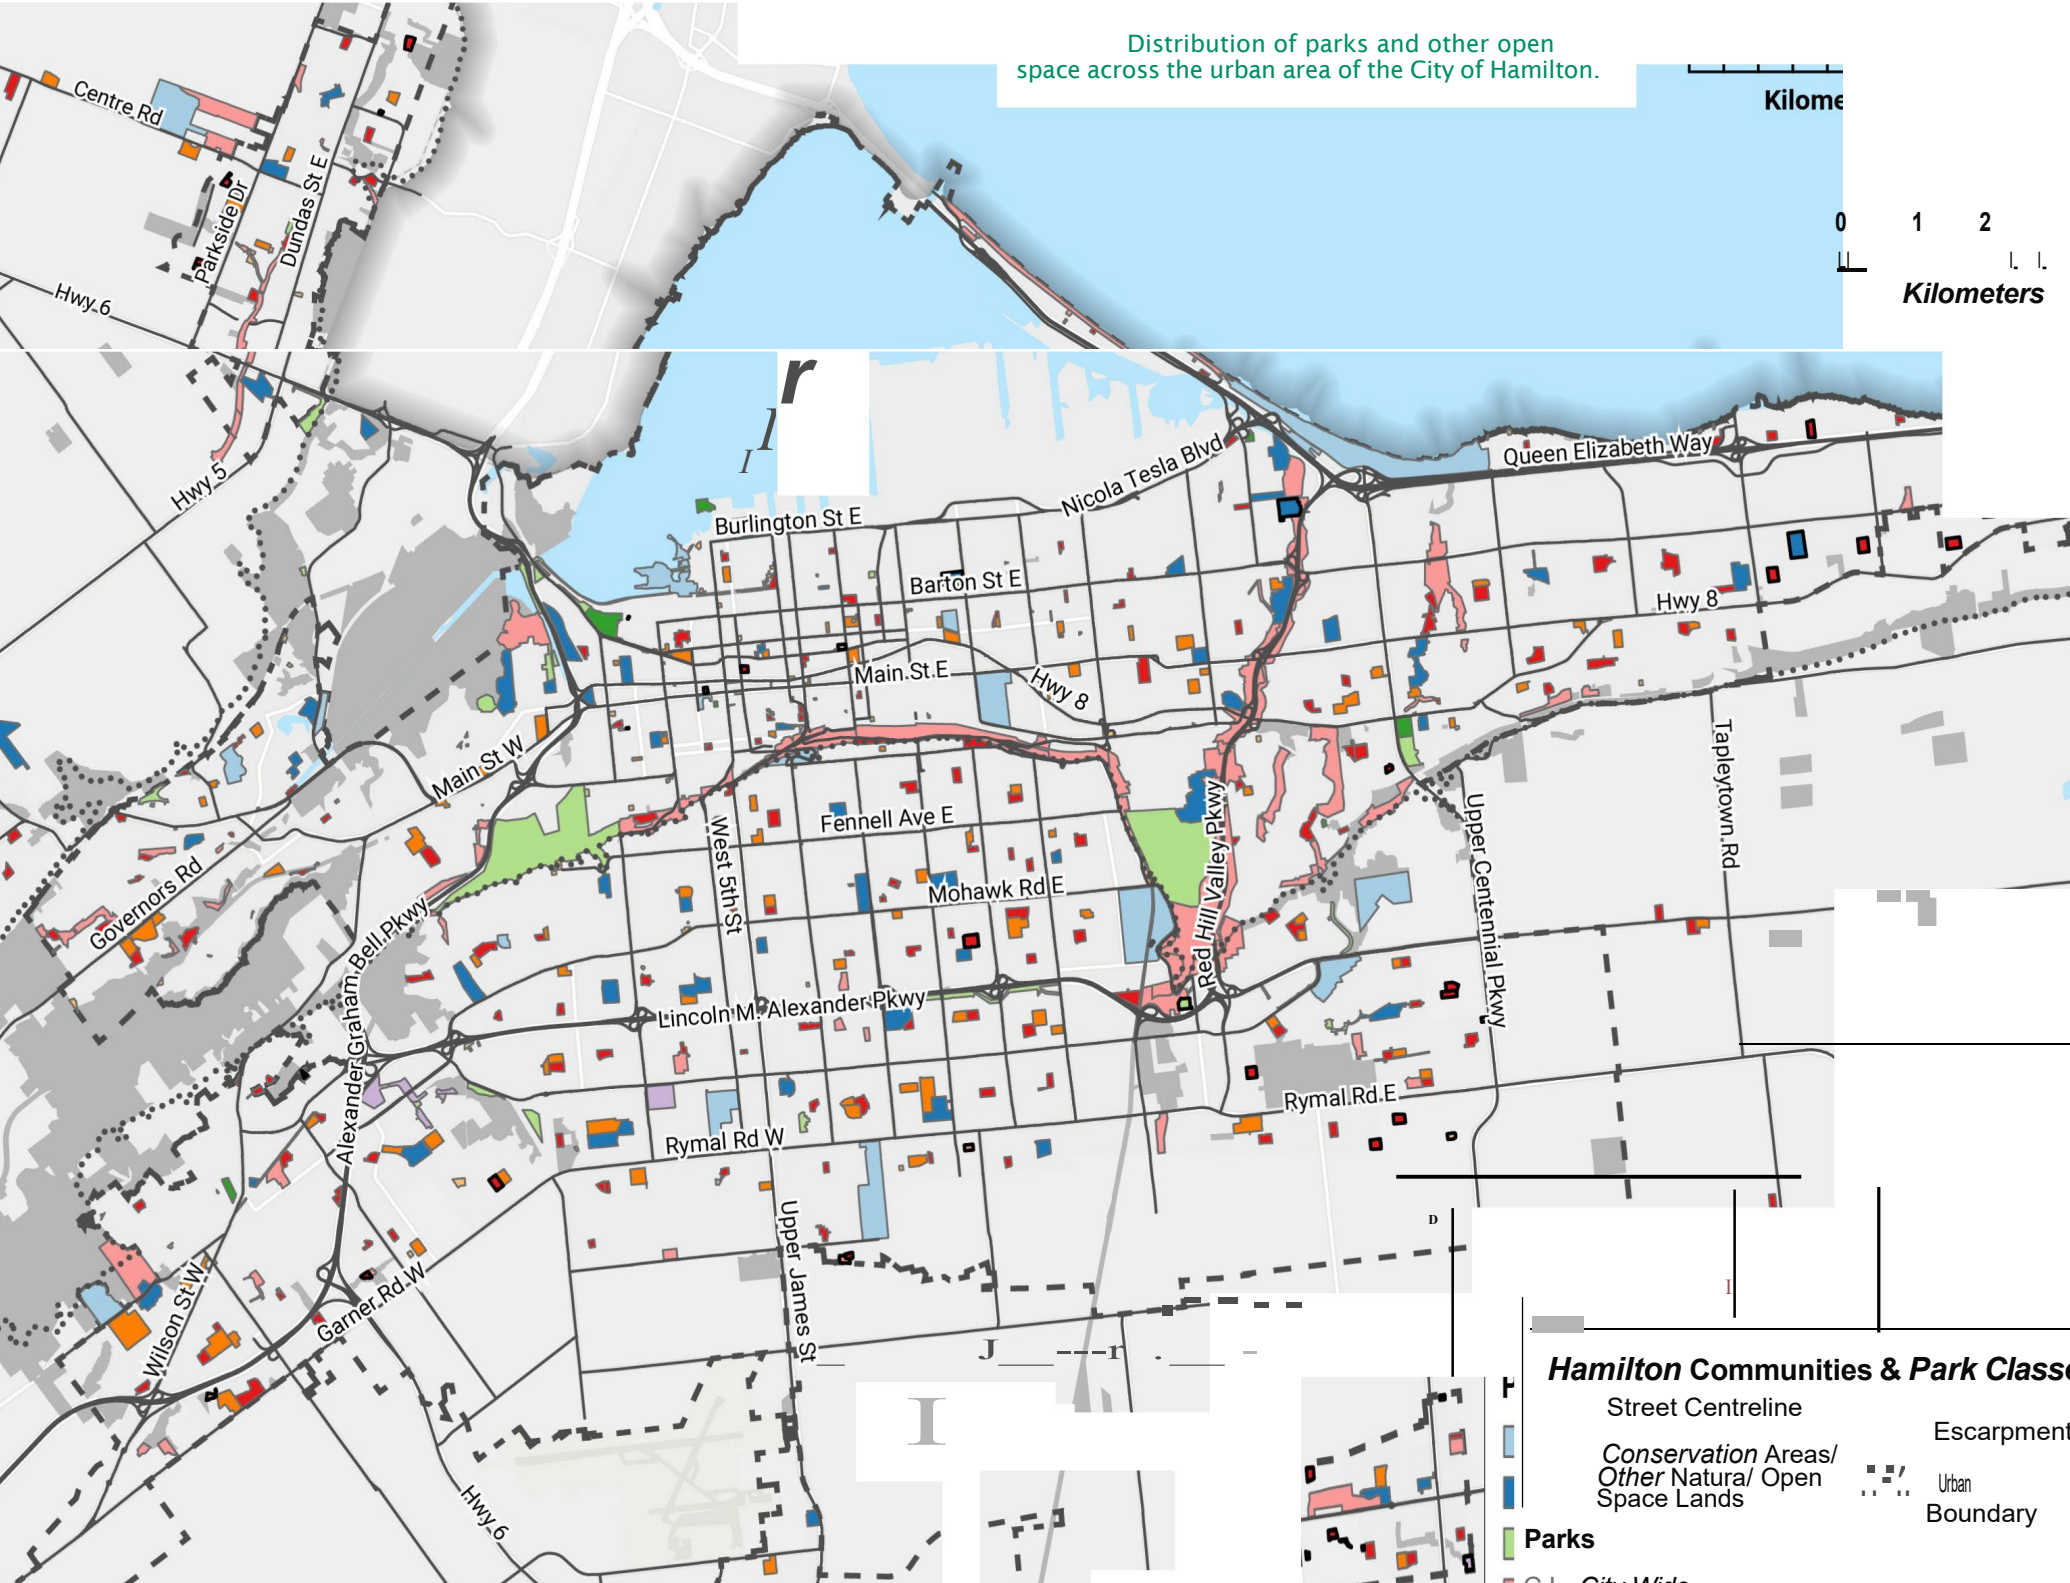 Distribution of parks and other open
space across the urban area of the City of Hamilton.
Kilome
0 1 2
Kilometers
Centre Rd
Parkside Dr
Dundas St E
Hwy 6
Hwy 5
r
I
I
Nicola Tesla Blvd
Queen Elizabeth Way
Burlington St E
Barton St E
Hwy 8
Main St E
Hwy 8
Main St W
Tapleytown Rd
Fennell Ave E
West 5th St
Upper Centennial Pkwy
Red Hill Valley Pkwy
Governors Rd
Mohawk Rd E
Alexander Graham Bell Pkwy
Lincoln M. Alexander Pkwy
Rymal Rd E
Rymal Rd W
Upper James St
Wilson St W
Garner Rd W
Hwy 6
D
I
J
r
I
Hamilton Communities & Park Classe
Street Centreline
Escarpment
Conservation Areas/
Other Natura/ Open
Space Lands
Urban
Boundary
Parks
City Wide